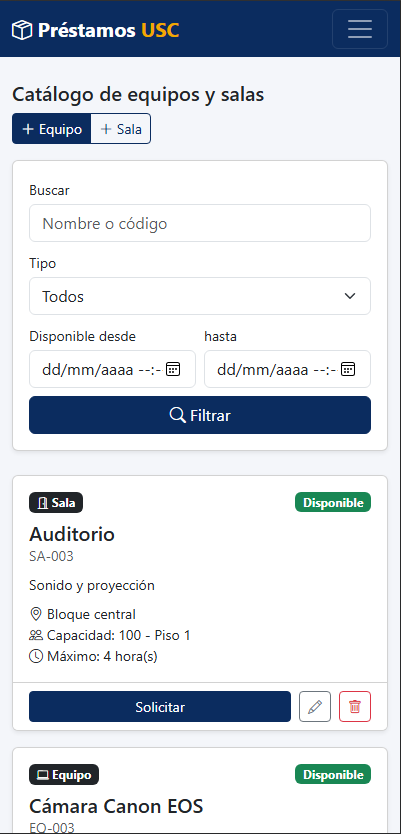 Préstamos USC
Catálogo de equipos y salas
+ Equipo + Sala
Buscar
Nombre o código
Tipo
Todos
Disponible desde hasta
dd/mm/aaaa --:- dd/mm/aaaa --:-
Filtrar
Sala Disponible
Auditorio
SA-003
Sonido y proyección
Bloque central
Capacidad: 100 - Piso 1
Máximo: 4 hora(s)
Solicitar
Equipo Disponible
Cámara Canon EOS
EQ-003